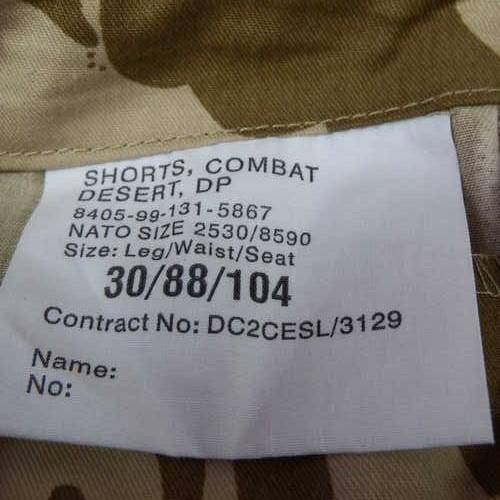 SHORTS, COMBAT
DESERT, DP
8405-99-131-5867
NATO SIZE 2530/8590
Size: Leg/Waist/Seat
30/88/104
Contract No: DC2CESL/3129
Name:
No: